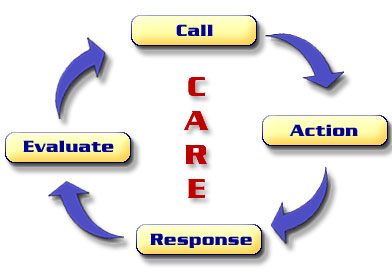 Call
Action
Response
Evaluate
C
A
R
E